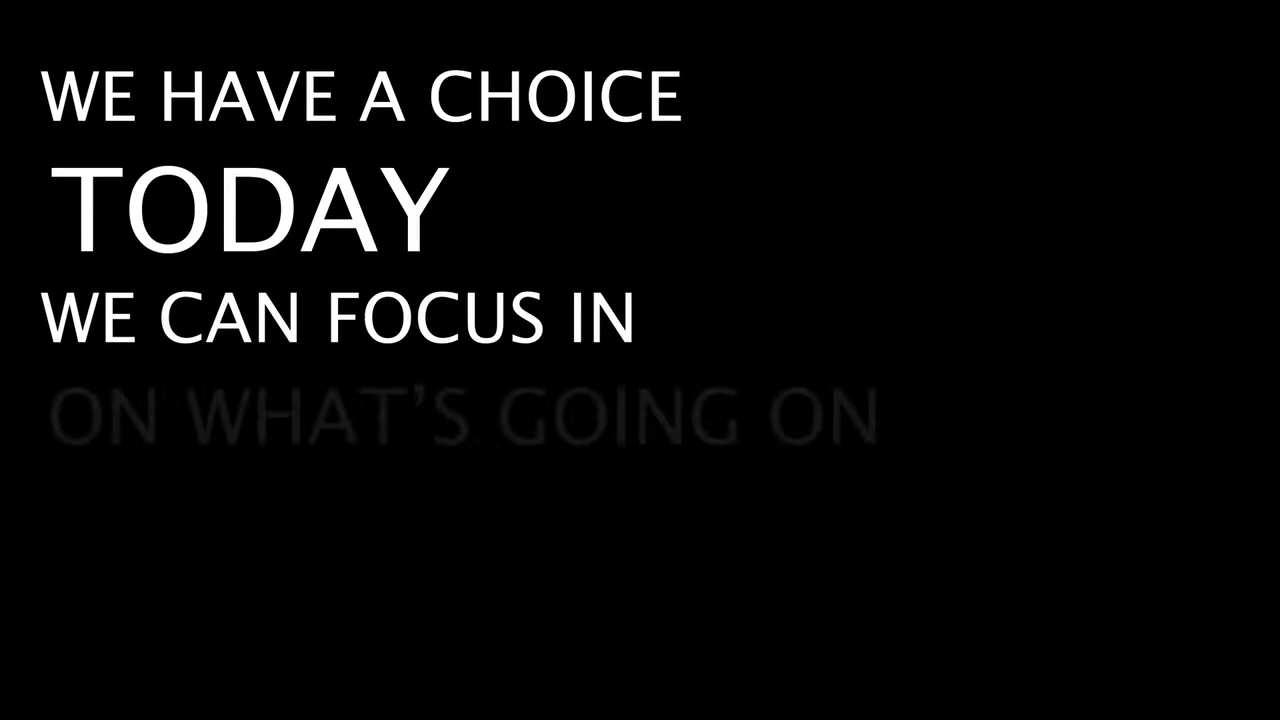 WE HAVE A CHOICE
TODAY
WE CAN FOCUS IN
ON WHAT’S GOING ON